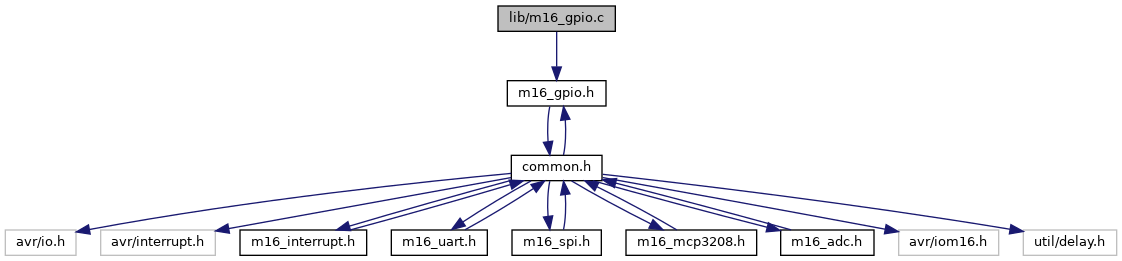 lib/m16_gpio.c
m16_gpio.h
common.h
avr/io.h
avr/interrupt.h
m16_interrupt.h
m16_uart.h
m16_spi.h
m16_mcp3208.h
m16_adc.h
avr/iom16.h
util/delay.h